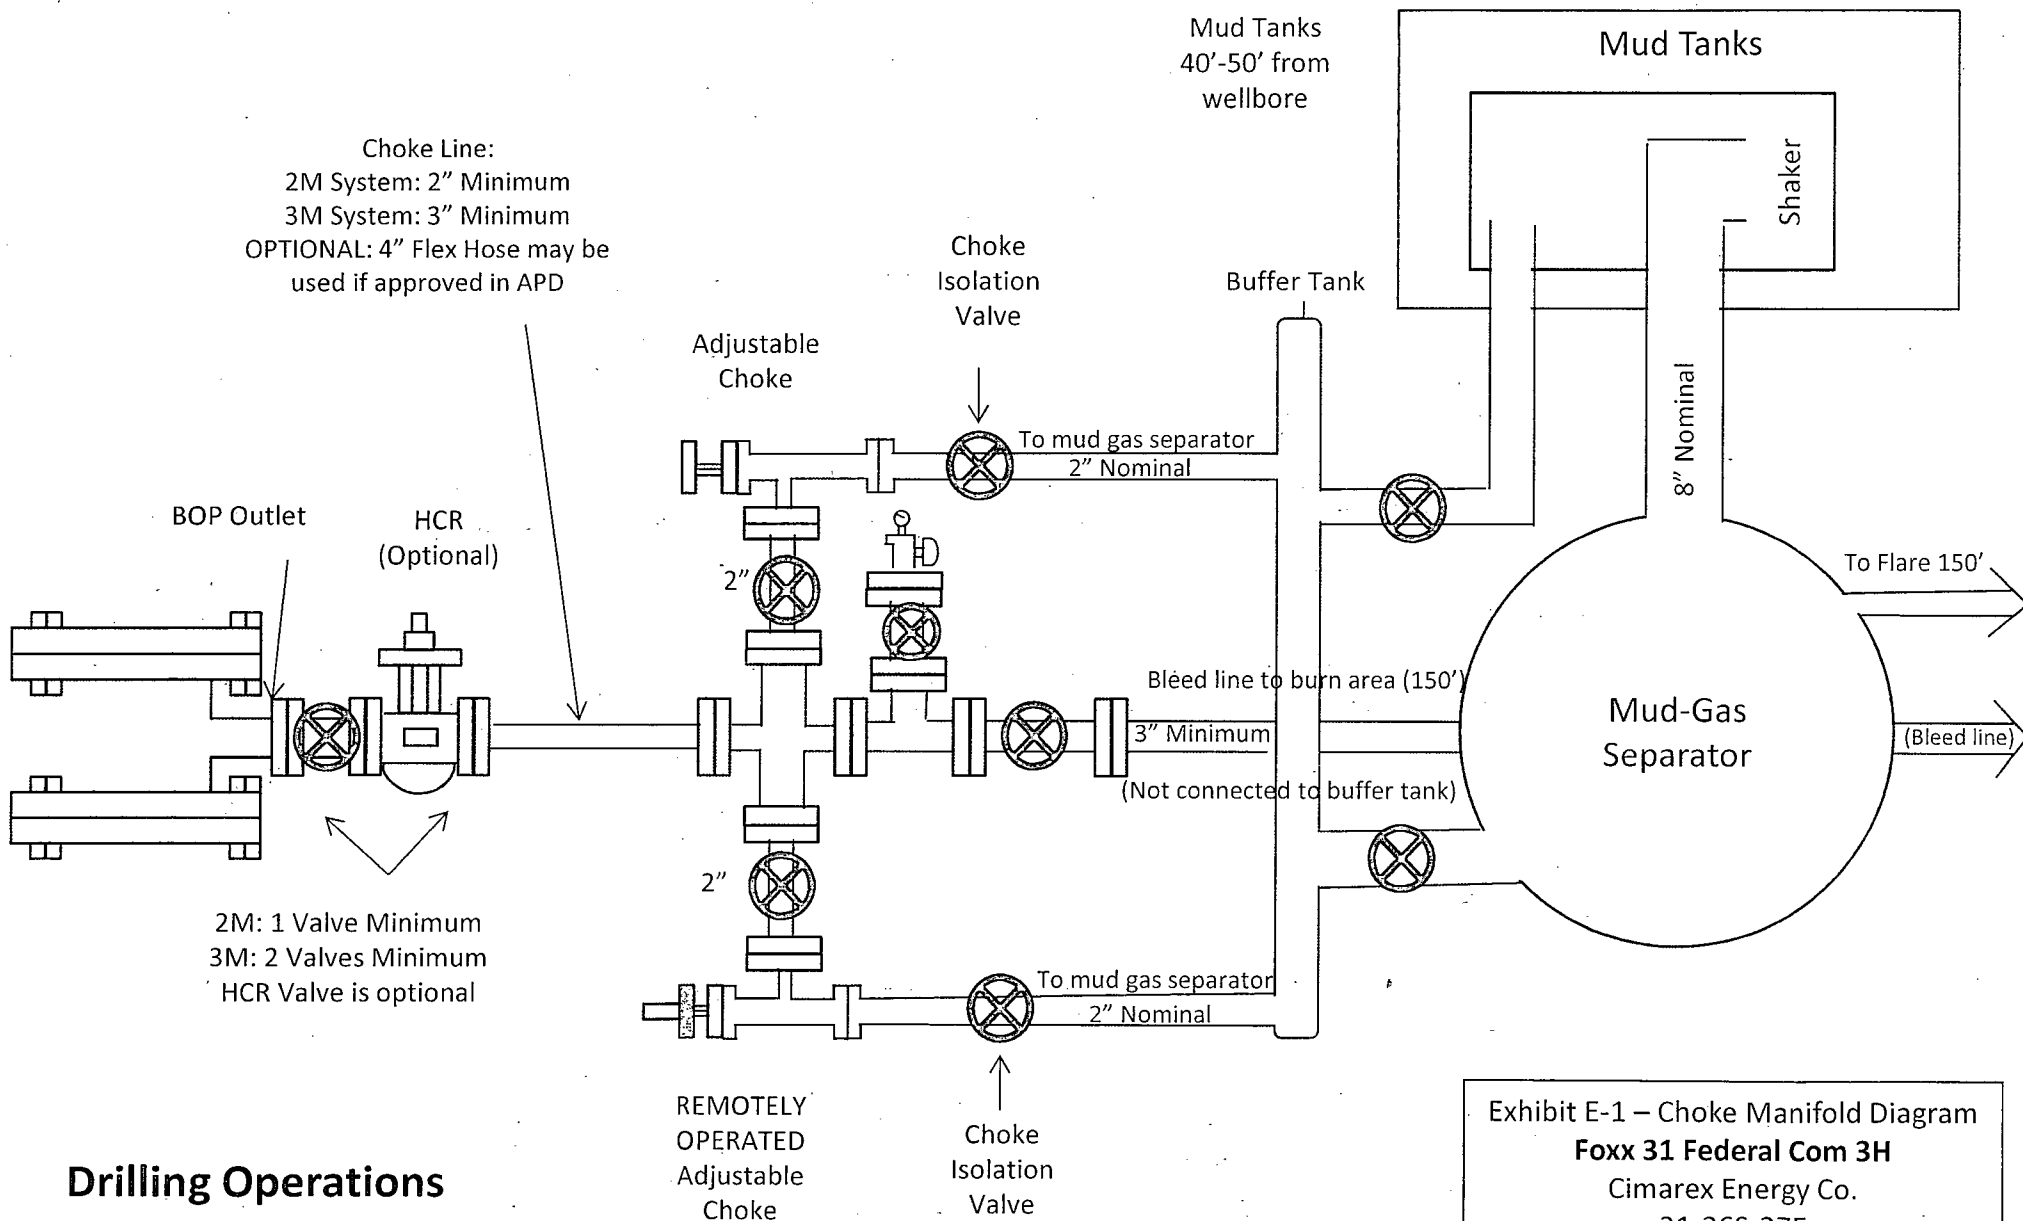 Mud Tanks
40’-50’ from
wellbore
Mud Tanks
Shaker
Choke Line:
2M System: 2” Minimum
3M System: 3” Minimum
OPTIONAL: 4” Flex Hose may be
used if approved in APD
Choke
Isolation
Valve
Buffer Tank
Adjustable
Choke
8” Nominal
To mud gas separator
2” Nominal
BOP Outlet
HCR
(Optional)
2”
To Flare 150’
Bleed line to burn area (150’)
3” Minimum
(Not connected to buffer tank)
Mud-Gas
Separator
(Bleed line)
2”
2M: 1 Valve Minimum
3M: 2 Valves Minimum
HCR Valve is optional
To mud gas separator
2” Nominal
REMOTELY
OPERATED
Adjustable
Choke
Choke
Isolation
Valve
Drilling Operations
Exhibit E-1 – Choke Manifold Diagram
Foxx 31 Federal Com 3H
Cimarex Energy Co.